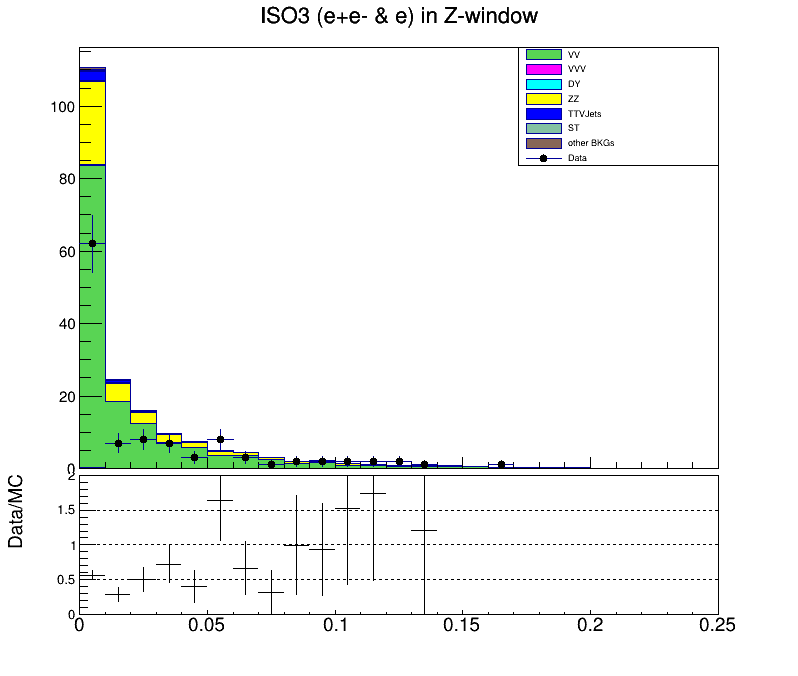 ISO3 (e+e- & e) in Z-window
VV
VVV
DY
ZZ
TTVJets
ST
other BKGs
Data
100
80
60
40
20
0
Data/MC
2
1.5
1
0.5
0
0 0.05 0.1 0.15 0.2 0.25